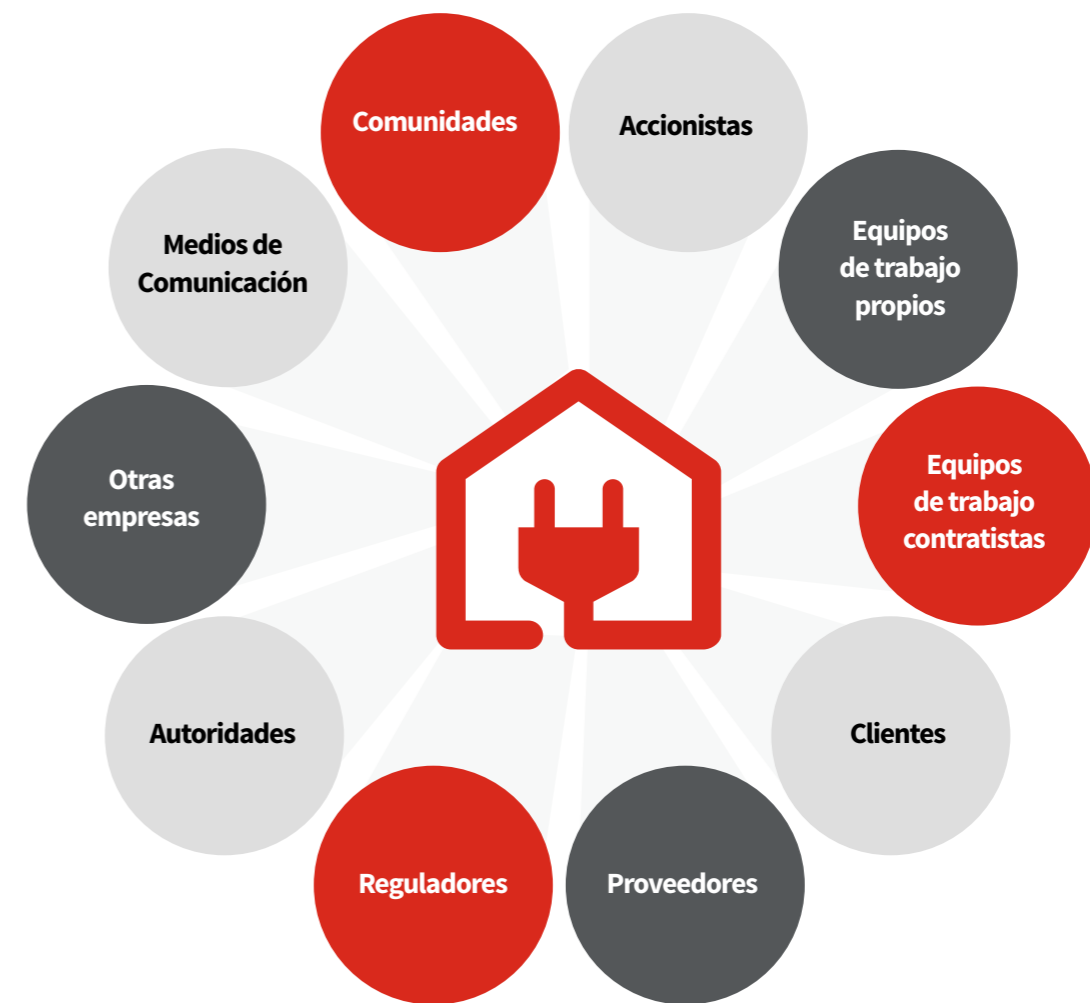 Comunidades
Accionistas
Equipos
de trabajo
propios
Equipos
de trabajo
contratistas
Clientes
Proveedores
Reguladores
Autoridades
Otras
empresas
Medios de
Comunicación